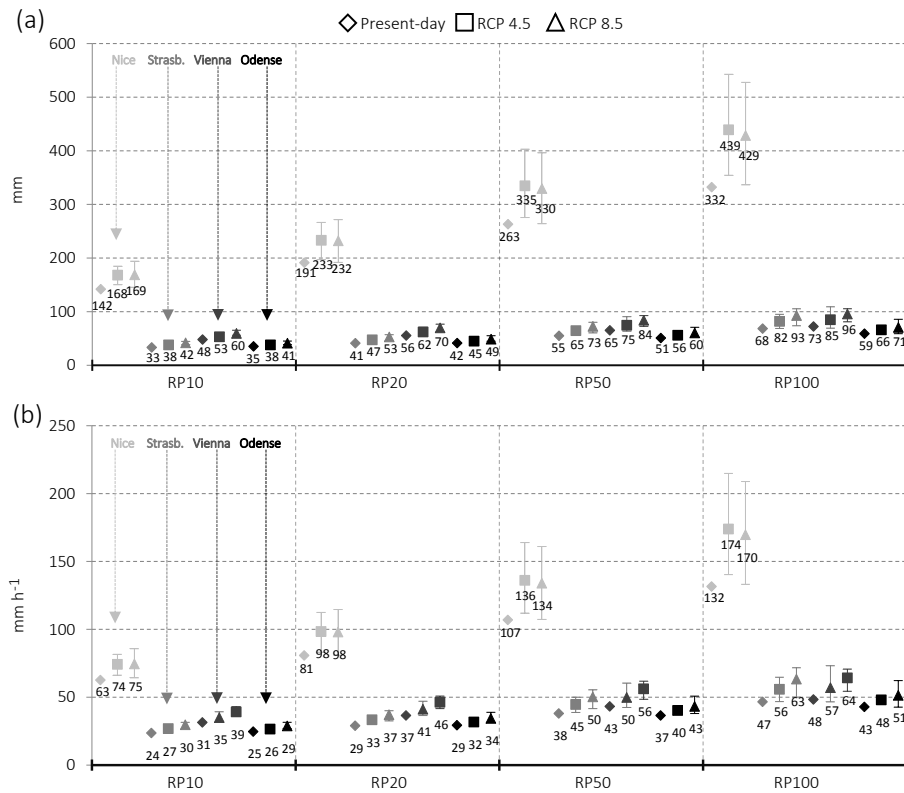 (a)
Present-day RCP 4.5 RCP 8.5
600
500
400
300
200
100
0
mm
Nice Strasb. Vienna Odense
142 168 169 33 38 42 48 53 60 35 38 41
191 233 232 41 47 53 56 62 70 42 45 49
263 335 330 55 65 73 65 75 84 51 56 60
332 439 429 68 82 93 73 85 96 59 66 71
RP10 RP20 RP50 RP100
(b)
250
200
150
100
50
0
mm h-1
Nice Strasb. Vienna Odense
63 74 75 24 27 30 31 35 39 25 26 29
81 98 98 29 33 37 37 41 46 29 32 34
107 136 134 38 45 50 43 50 56 37 40 43
132 174 170 47 56 63 48 57 64 43 48 51
RP10 RP20 RP50 RP100